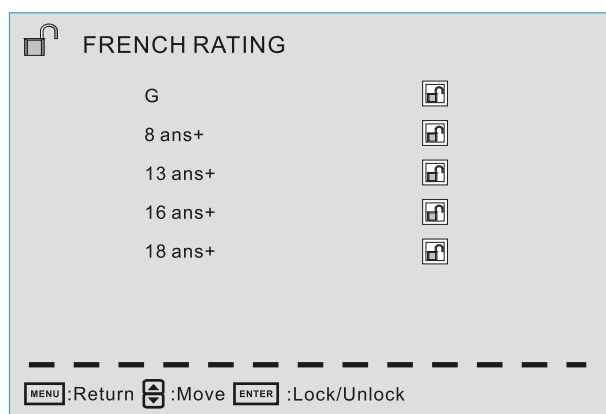 FRENCH RATING
G
8 ans+
13 ans+
16 ans+
18 ans+
MENU :Return :Move ENTER :Lock/Unlock